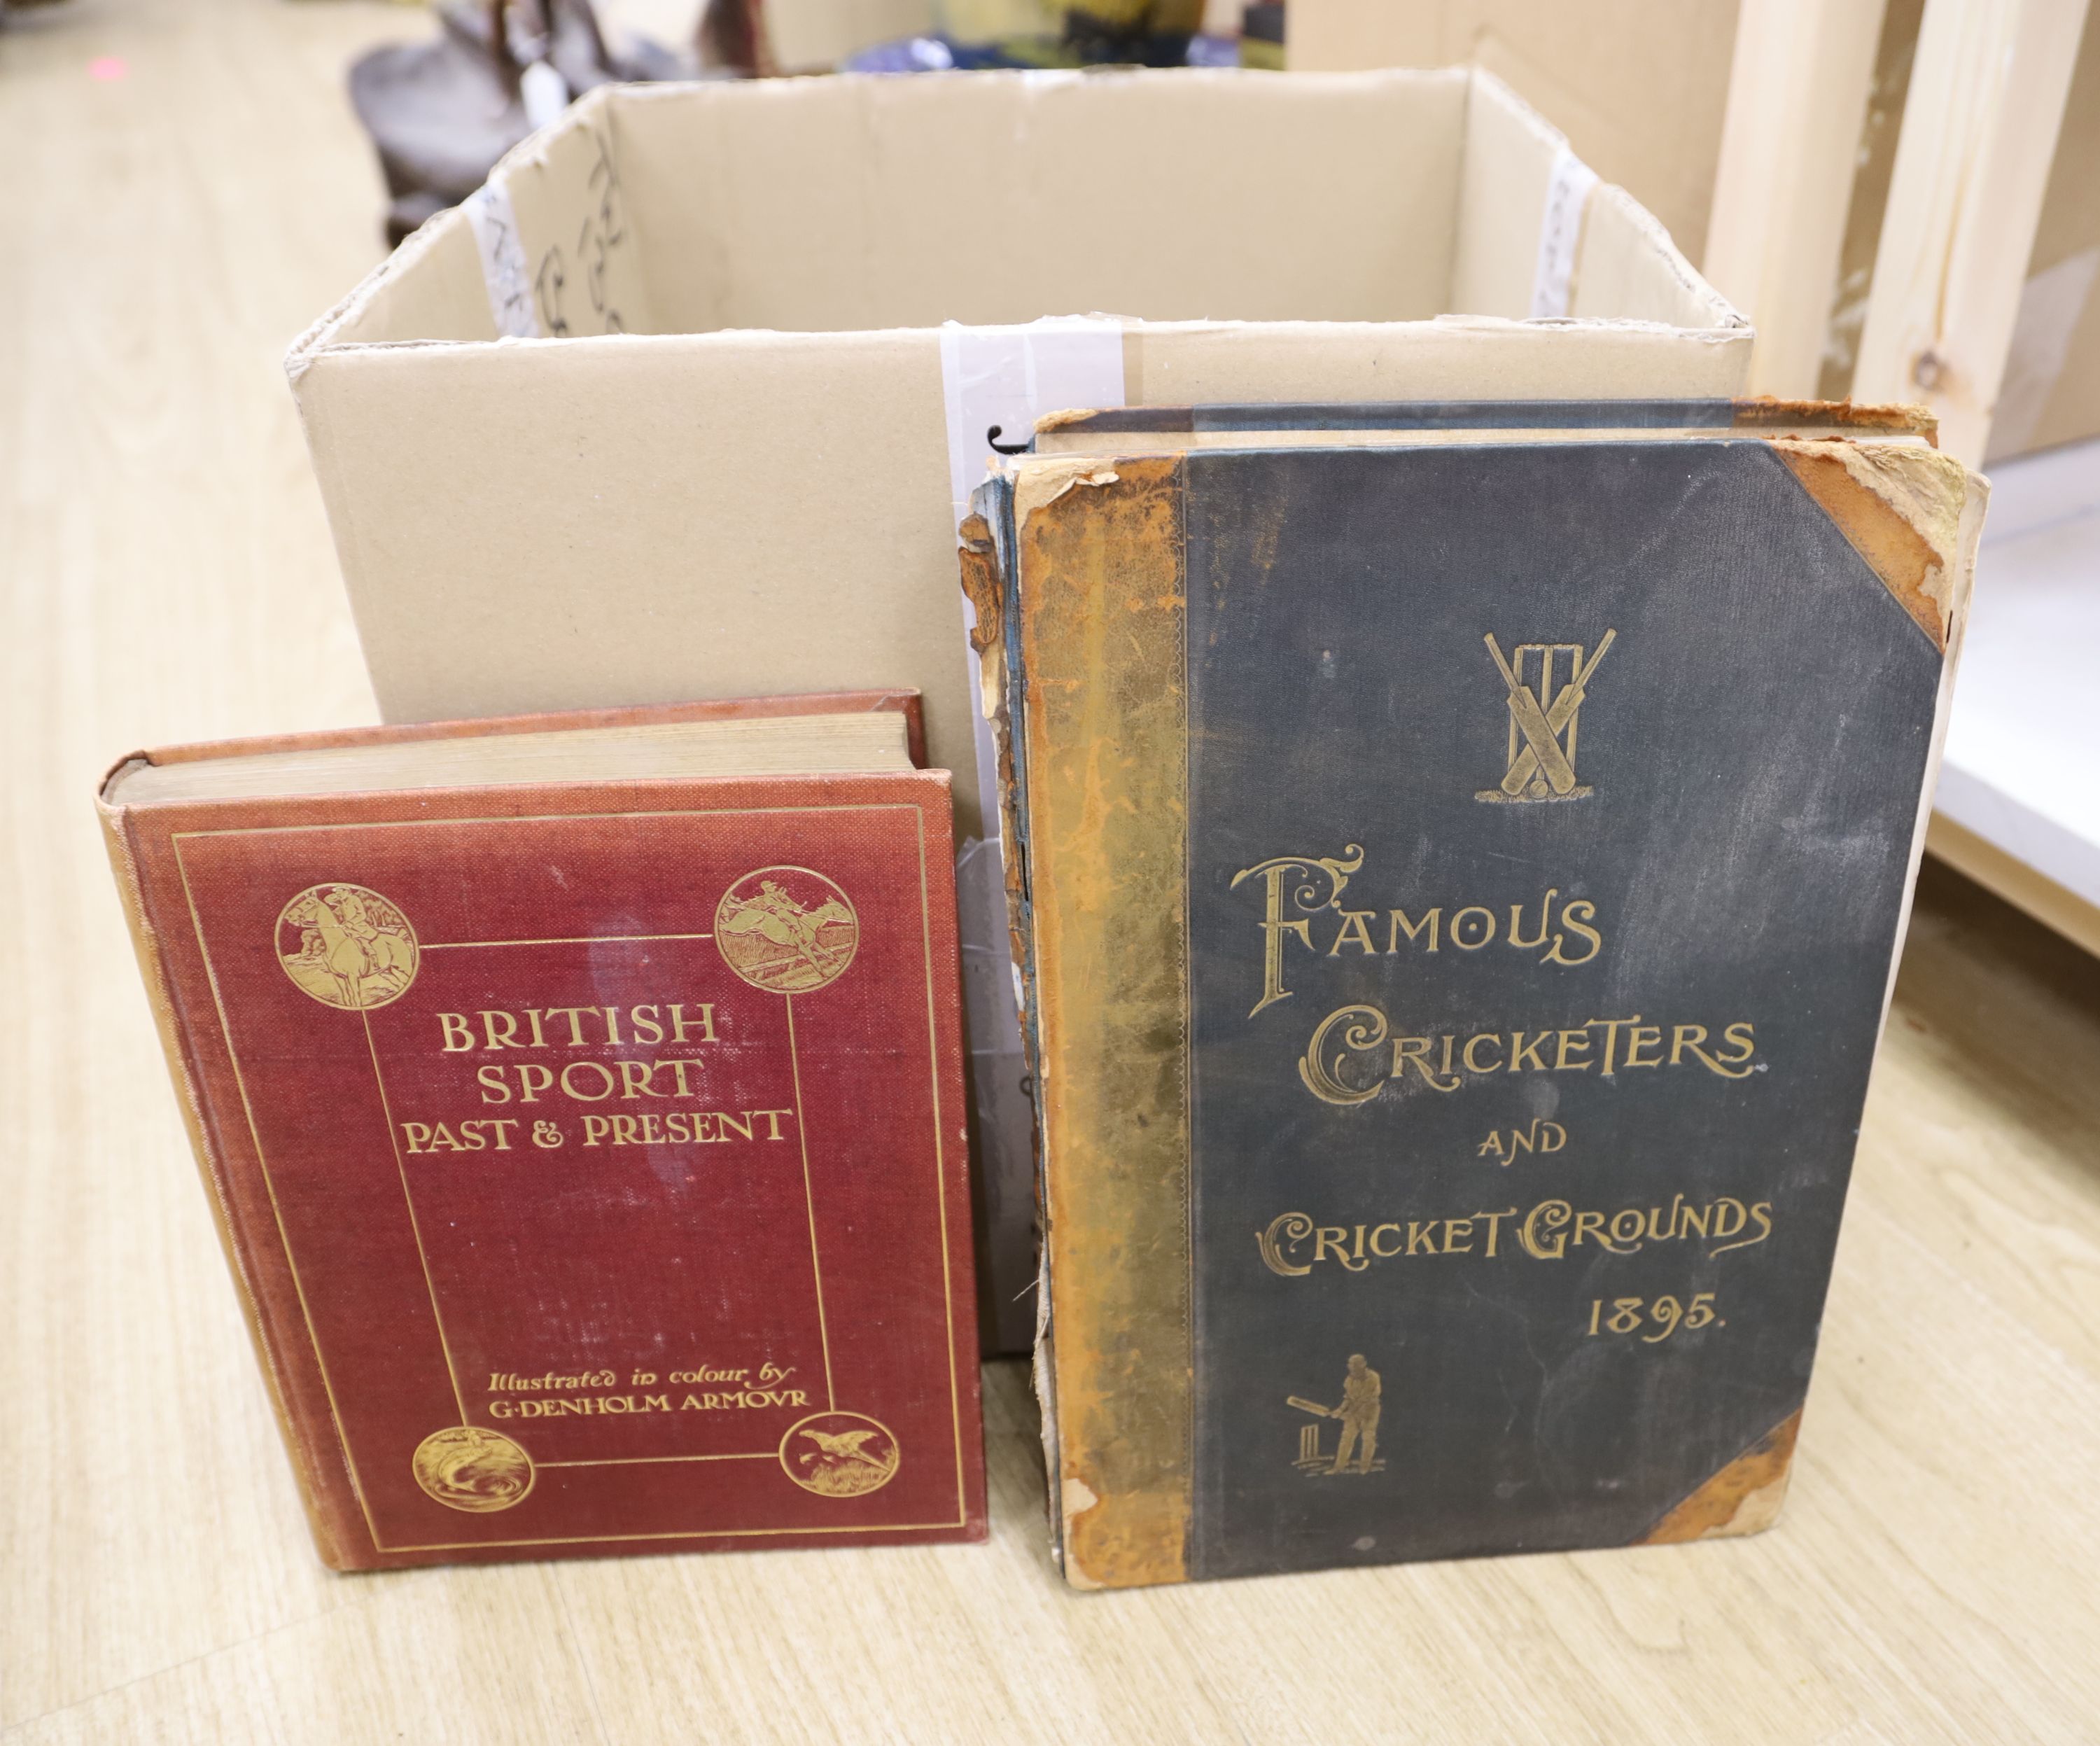 BRITISH
SPORT
PAST & PRESENT
Illustrated in colour by
G·DENHOLM ARMOVR
FAMOUS
CRICKETERS
AND
CRICKET GROUNDS
1895.